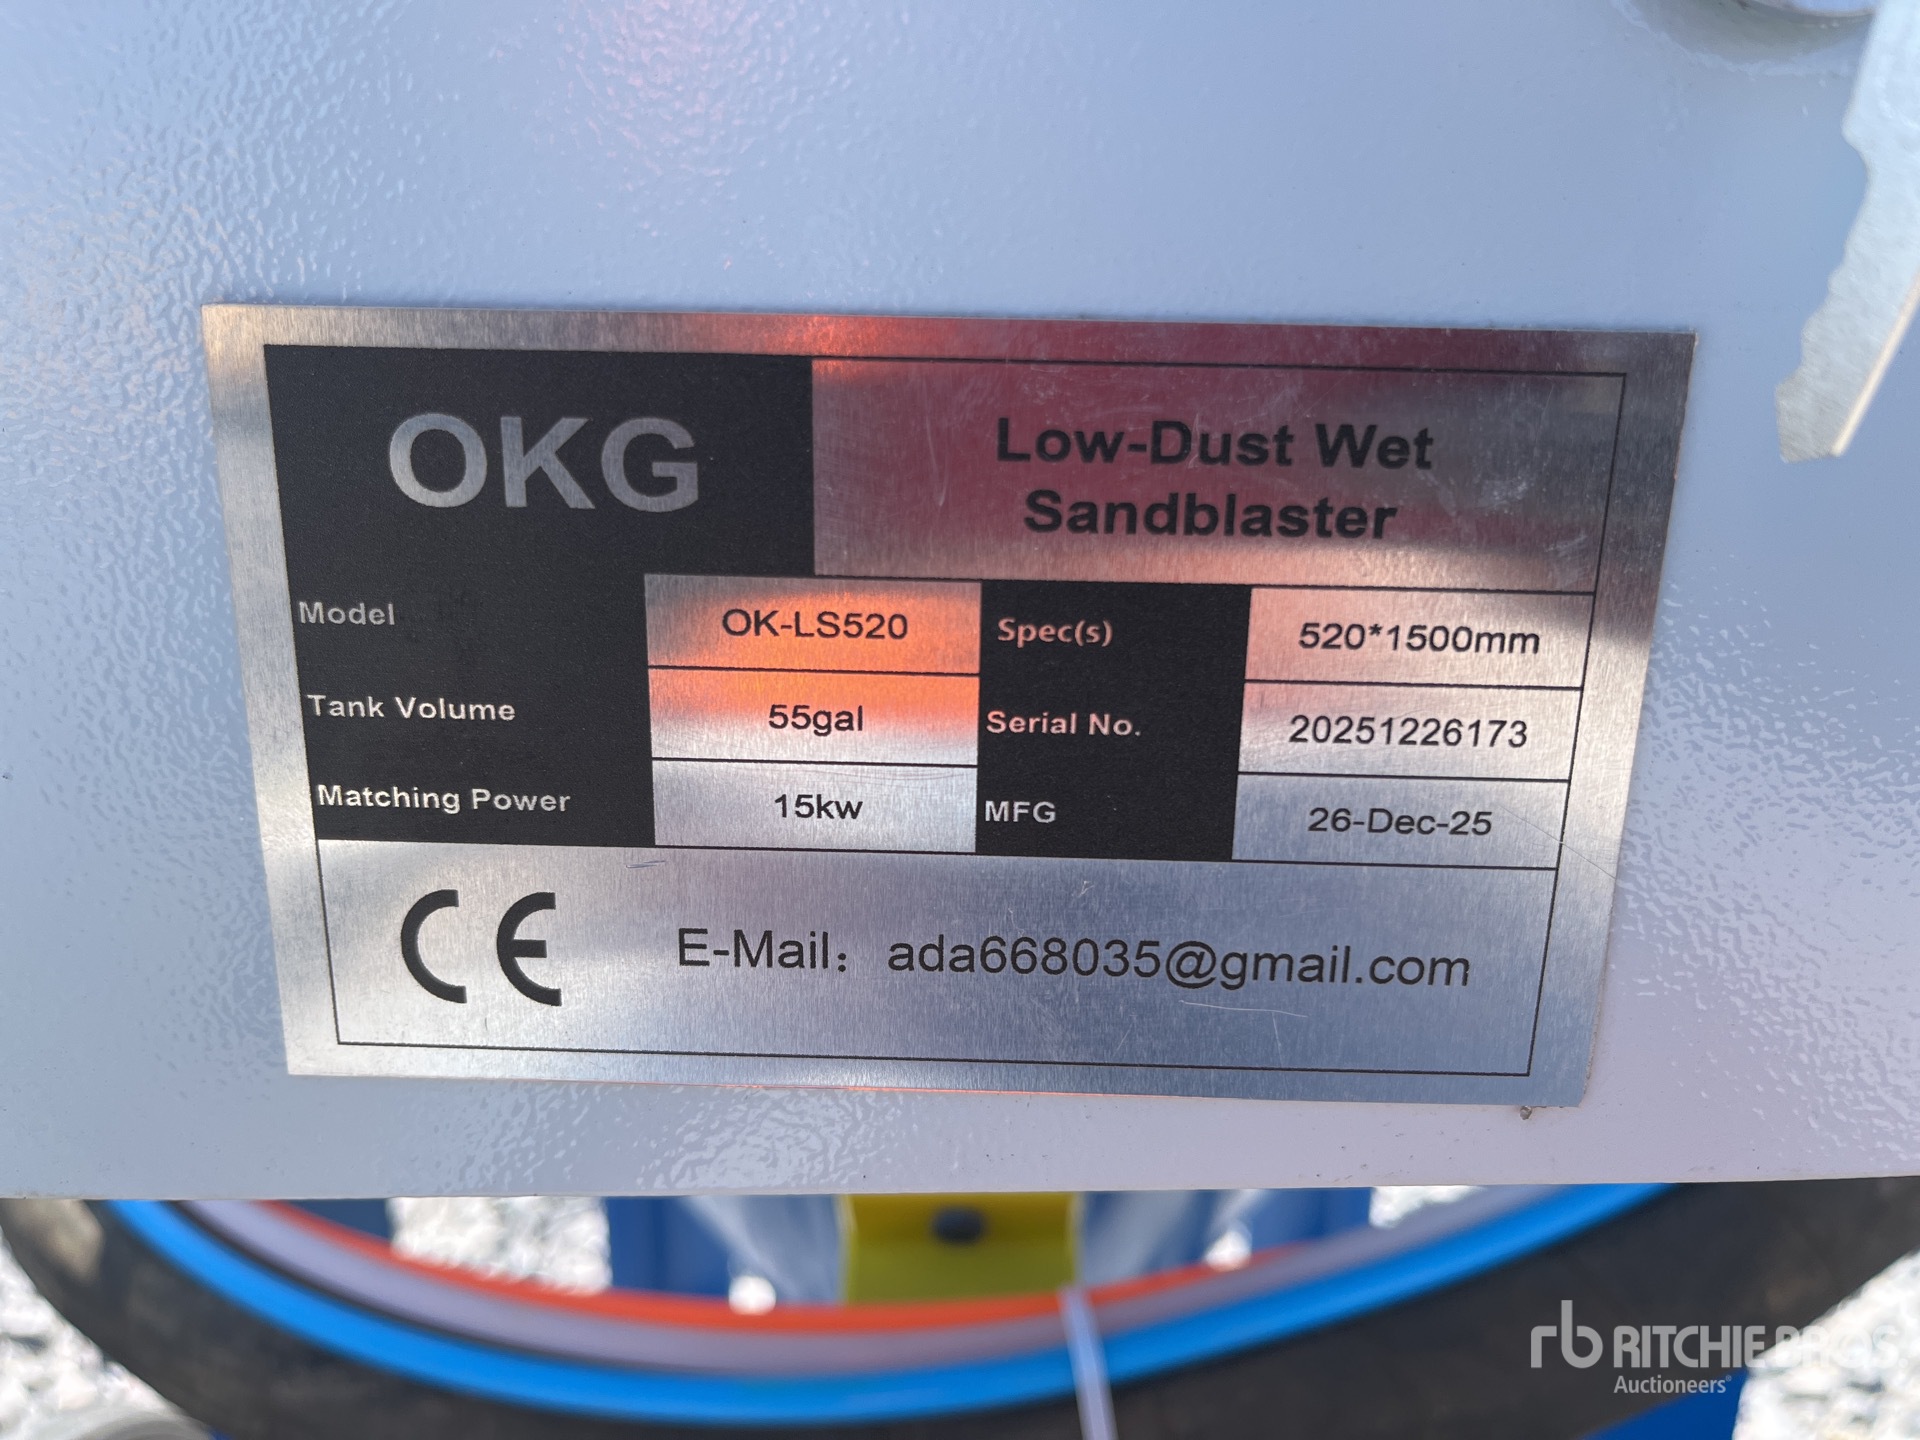 OKG
Low-Dust Wet
Sandblaster
Model OK-LS520 Spec(s) 520*1500mm
Tank Volume 55gal Serial No. 20251226173
Matching Power 15kw MFG 26-Dec-25
CE E-Mail: ada668035@gmail.com
rb RITCHIE BROS
Auctioneers